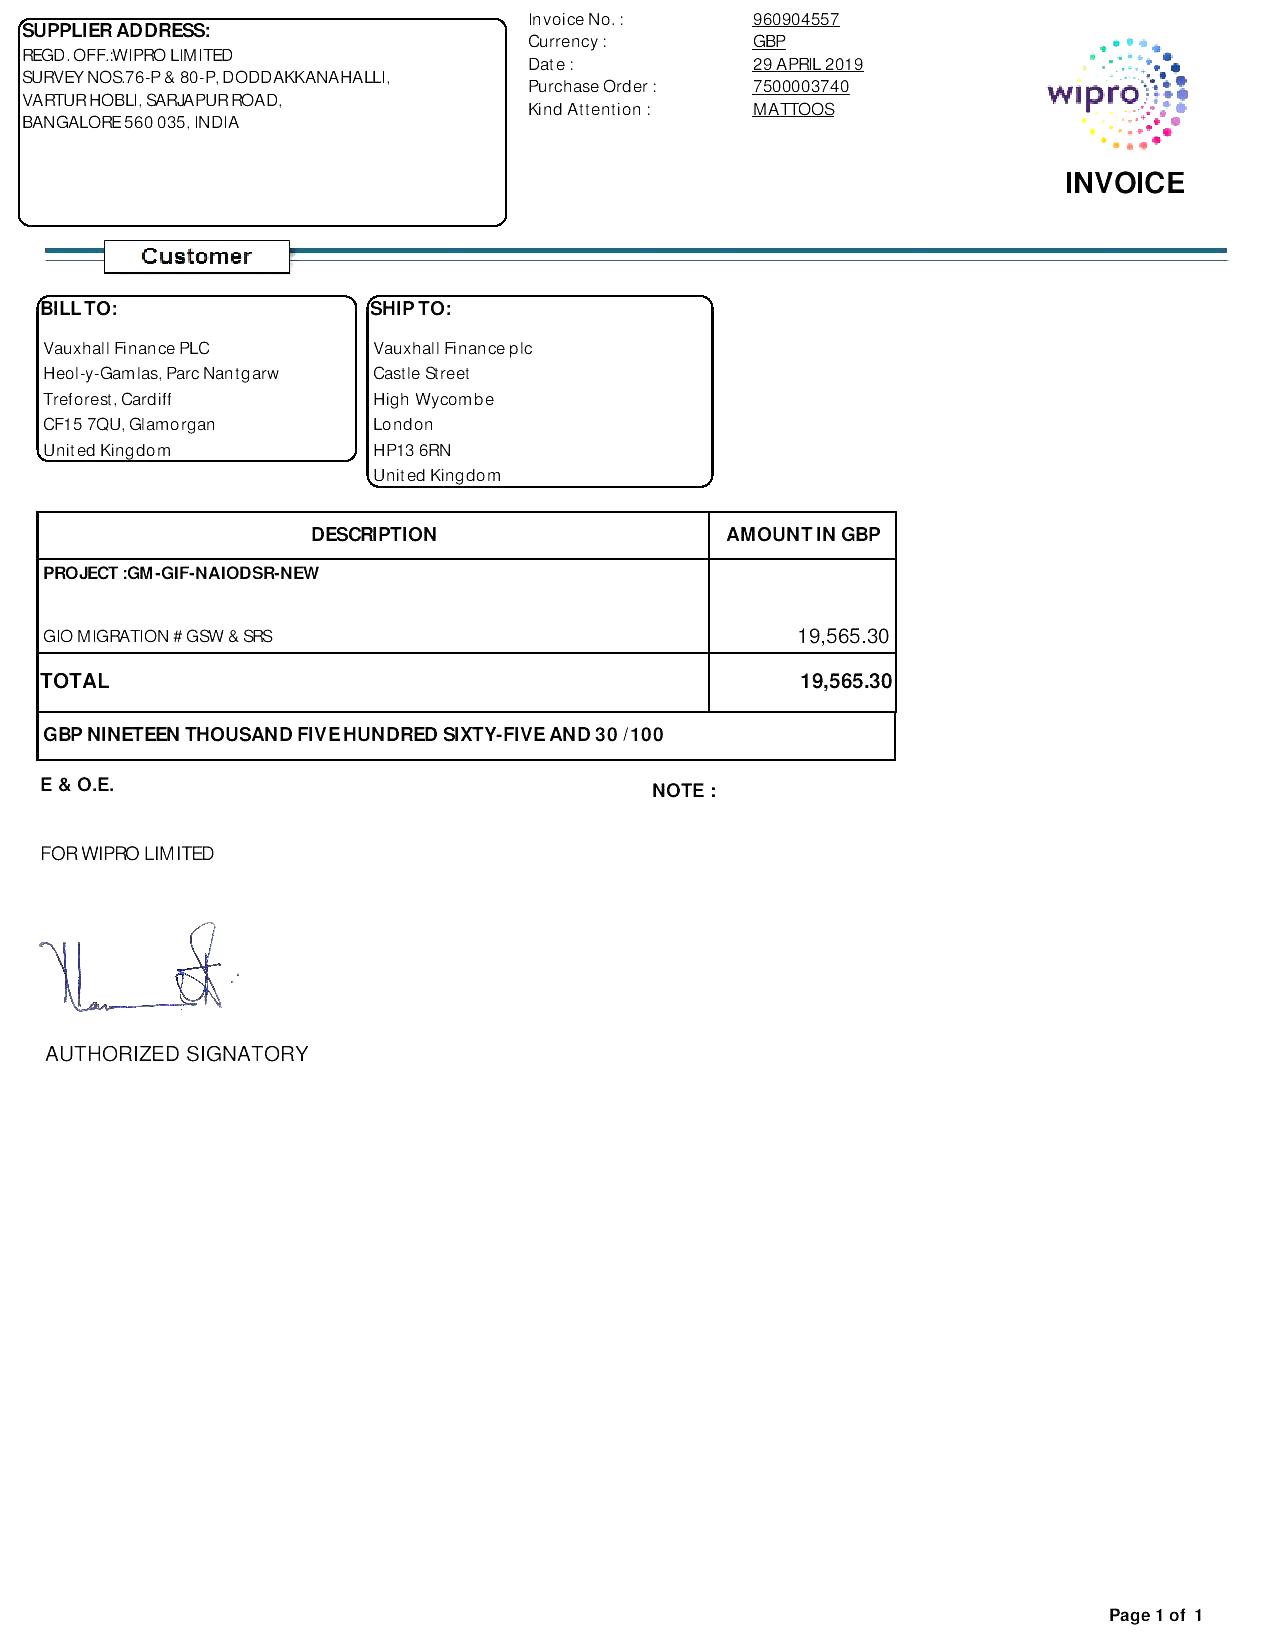 SUPPLIER ADDRESS:
REGD. OFF.:WIPRO LIMITED
SURVEY NOS.76-P & 80-P, DODDAKKANAHALLI,
VARTUR HOBLI, SARJAPUR ROAD,
BANGALORE 560 035, INDIA
Invoice No. : 960904557
Currency : GBP
Date : 29 APRIL 2019
Purchase Order : 7500003740
Kind Attention : MATTOOS
wipro
INVOICE
Customer
BILL TO:
Vauxhall Finance PLC
Heol-y-Gamlas, Parc Nantgarw
Treforest, Cardiff
CF15 7QU, Glamorgan
United Kingdom
SHIP TO:
Vauxhall Finance plc
Castle Street
High Wycombe
London
HP13 6RN
United Kingdom
DESCRIPTION AMOUNT IN GBP
PROJECT :GM-GIF-NAIODSR-NEW
GIO MIGRATION # GSW & SRS 19,565.30
TOTAL 19,565.30
GBP NINETEEN THOUSAND FIVE HUNDRED SIXTY-FIVE AND 30 /100
E & O.E.
NOTE :
FOR WIPRO LIMITED
AUTHORIZED SIGNATORY
Page 1 of 1